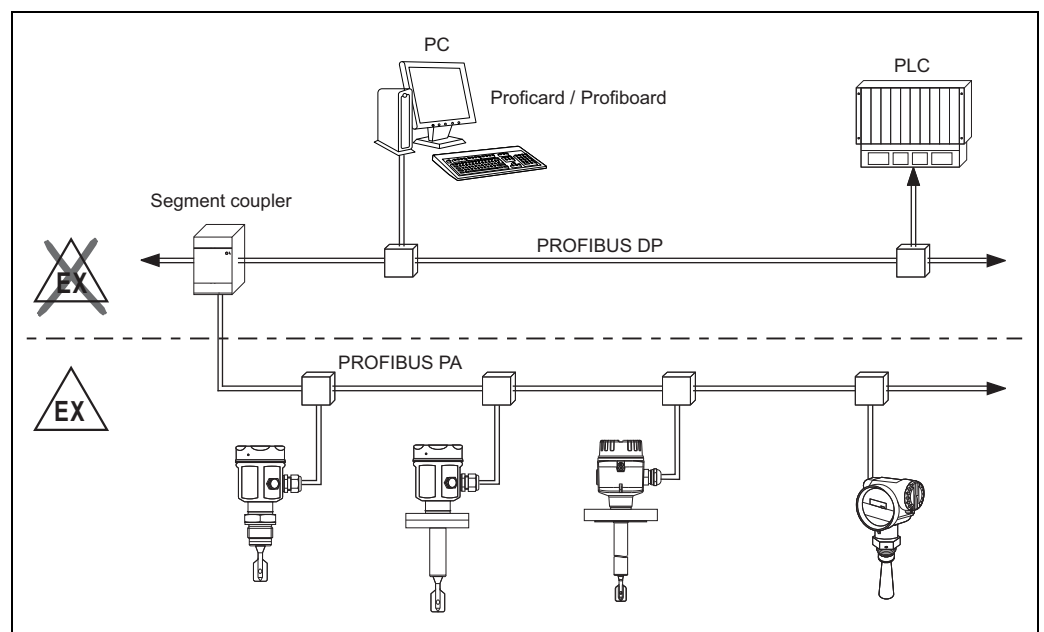 PC
PLC
Proficard / Profiboard
Segment coupler
PROFIBUS DP
EX
PROFIBUS PA
EX